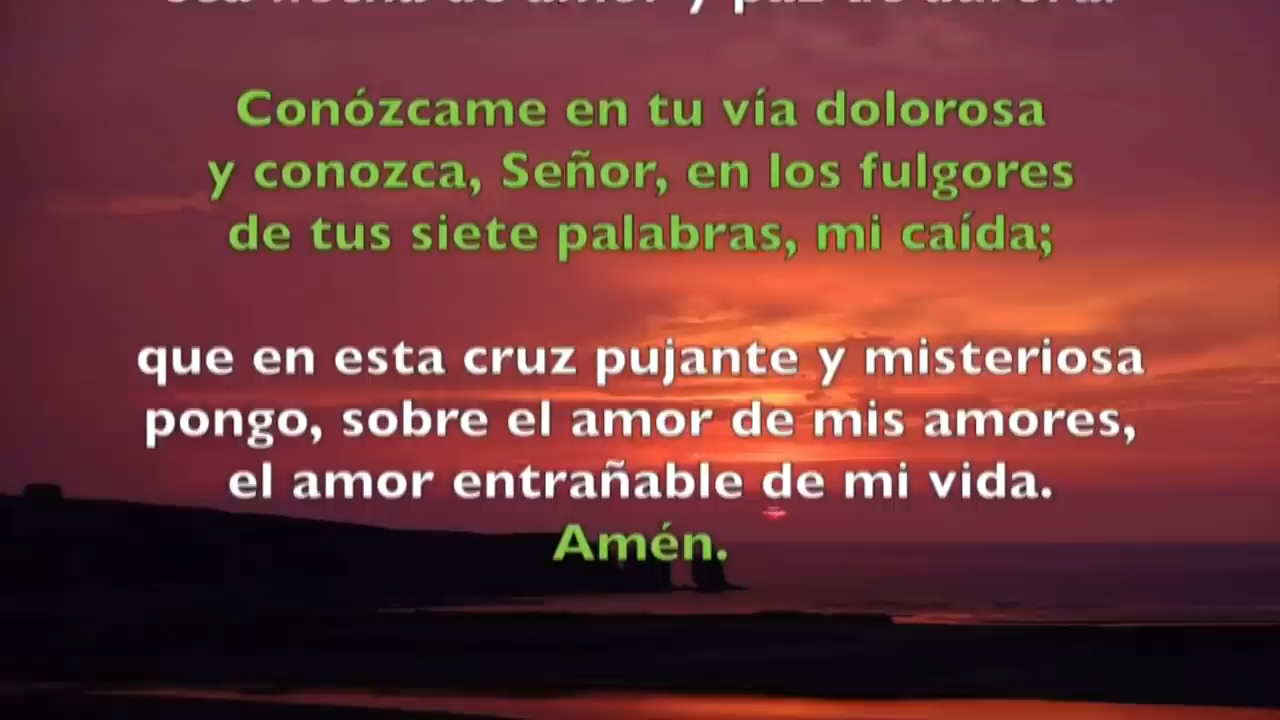 Conózcame en tu vía dolorosa
y conozca, Señor, en los fulgores
de tus siete palabras, mi caída;
que en esta cruz pujante y misteriosa
pongo, sobre el amor de mis amores,
el amor entrañable de mi vida.
Amén.